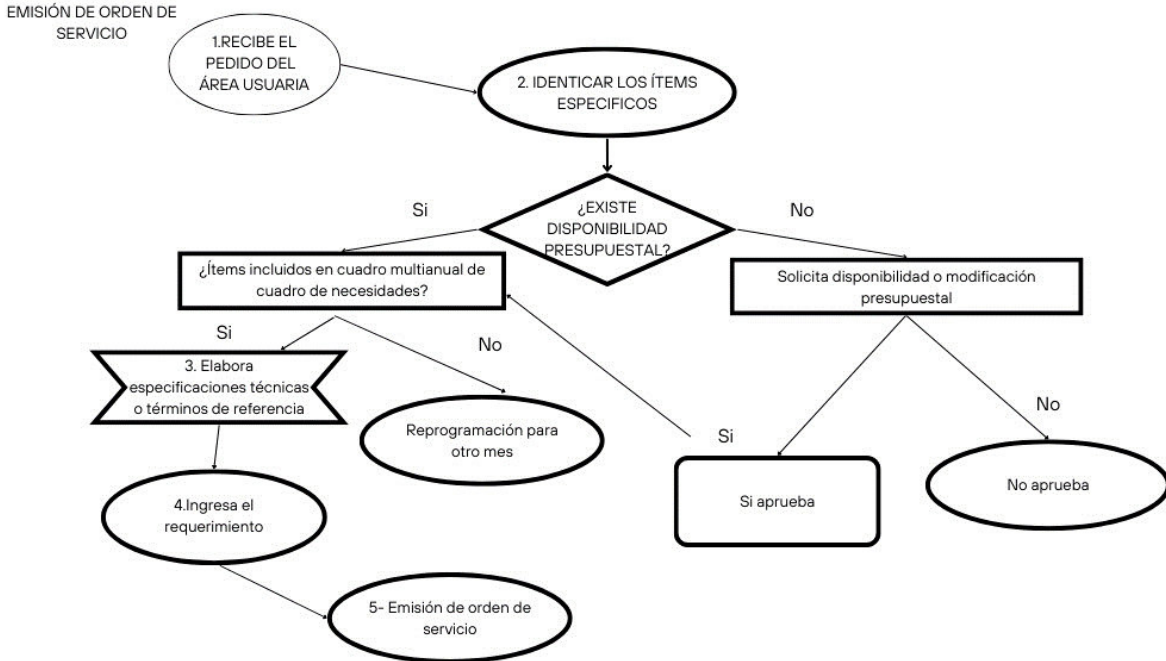 EMISIÓN DE ORDEN DE
SERVICIO
1.RECIBE EL
PEDIDO DEL
ÁREA USUARIA
2. IDENTICAR LOS ÍTEMS
ESPECIFICOS
¿EXISTE
DISPONIBILIDAD
PRESUPUESTAL?
Si
No
¿Ítems incluidos en cuadro multianual de
cuadro de necesidades?
Solicita disponibilidad o modificación
presupuestal
Si
No
3. Elabora
especificaciones técnicas
o términos de referencia
Reprogramación para
otro mes
Si
No
Si aprueba
No aprueba
4.Ingresa el
requerimiento
5- Emisión de orden de
servicio